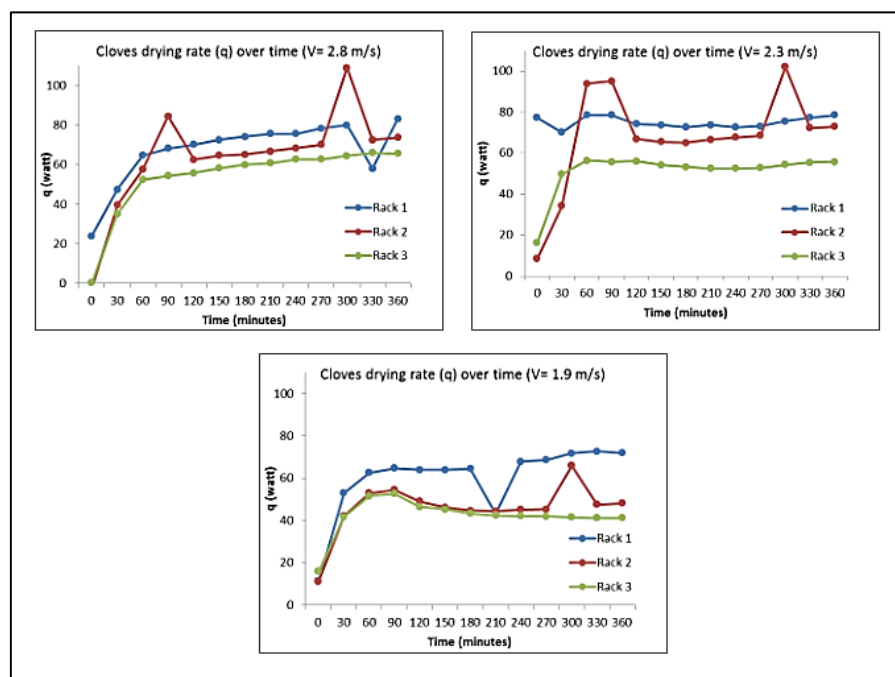 Cloves drying rate (q) over time (V= 2.8 m/s)
100
80
60
40
20
0
q (watt)
Rack 1
Rack 2
Rack 3
0 30 60 90 120 150 180 210 240 270 300 330 360
Time (minutes)
Cloves drying rate (q) over time (V= 2.3 m/s)
100
80
60
40
20
0
q (watt)
Rack 1
Rack 2
Rack 3
0 30 60 90 120 150 180 210 240 270 300 330 360
Time (minutes)
Cloves drying rate (q) over time (V= 1.9 m/s)
100
80
60
40
20
0
q (watt)
Rack 1
Rack 2
Rack 3
0 30 60 90 120 150 180 210 240 270 300 330 360
Time (minutes)